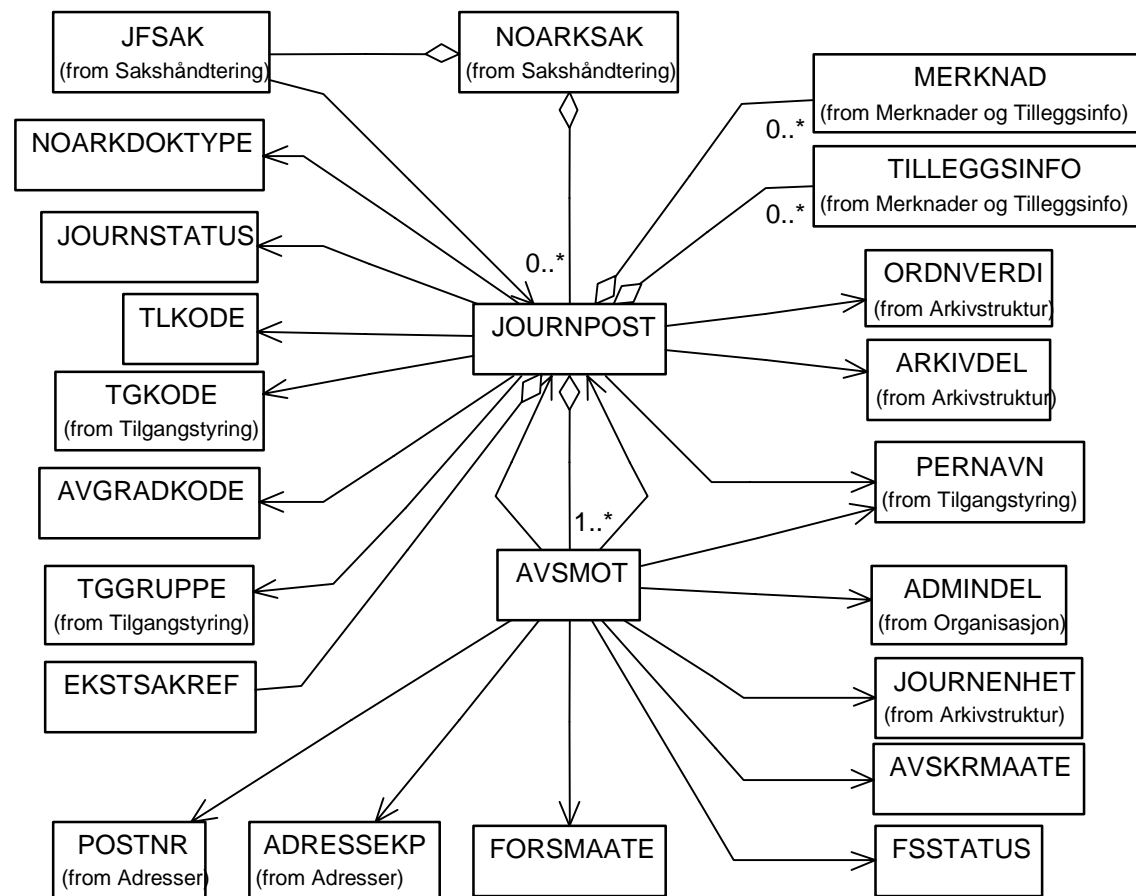 JFSAK
(from Sakshåndtering)
NOARKSAK
(from Sakshåndtering)
MERKNAD
(from Merknader og Tilleggsinfo)
0..*
NOARKDOKTYPE
TILLEGGSINFO
(from Merknader og Tilleggsinfo)
0..*
JOURNSTATUS
0..*
ORDNVERDI
(from Arkivstruktur)
TLKODE
JOURNPOST
ARKIVDEL
(from Arkivstruktur)
TGKODE
(from Tilgangstyring)
PERNAVN
(from Tilgangstyring)
AVGRADKODE
1..*
AVSMOT
TGGRUPPE
(from Tilgangstyring)
ADMINDEL
(from Organisasjon)
EKSTSAKREF
JOURNENHET
(from Arkivstruktur)
AVSKRMAATE
POSTNR
(from Adresser)
ADRESSEKP
(from Adresser)
FORSMAATE
FSSTATUS